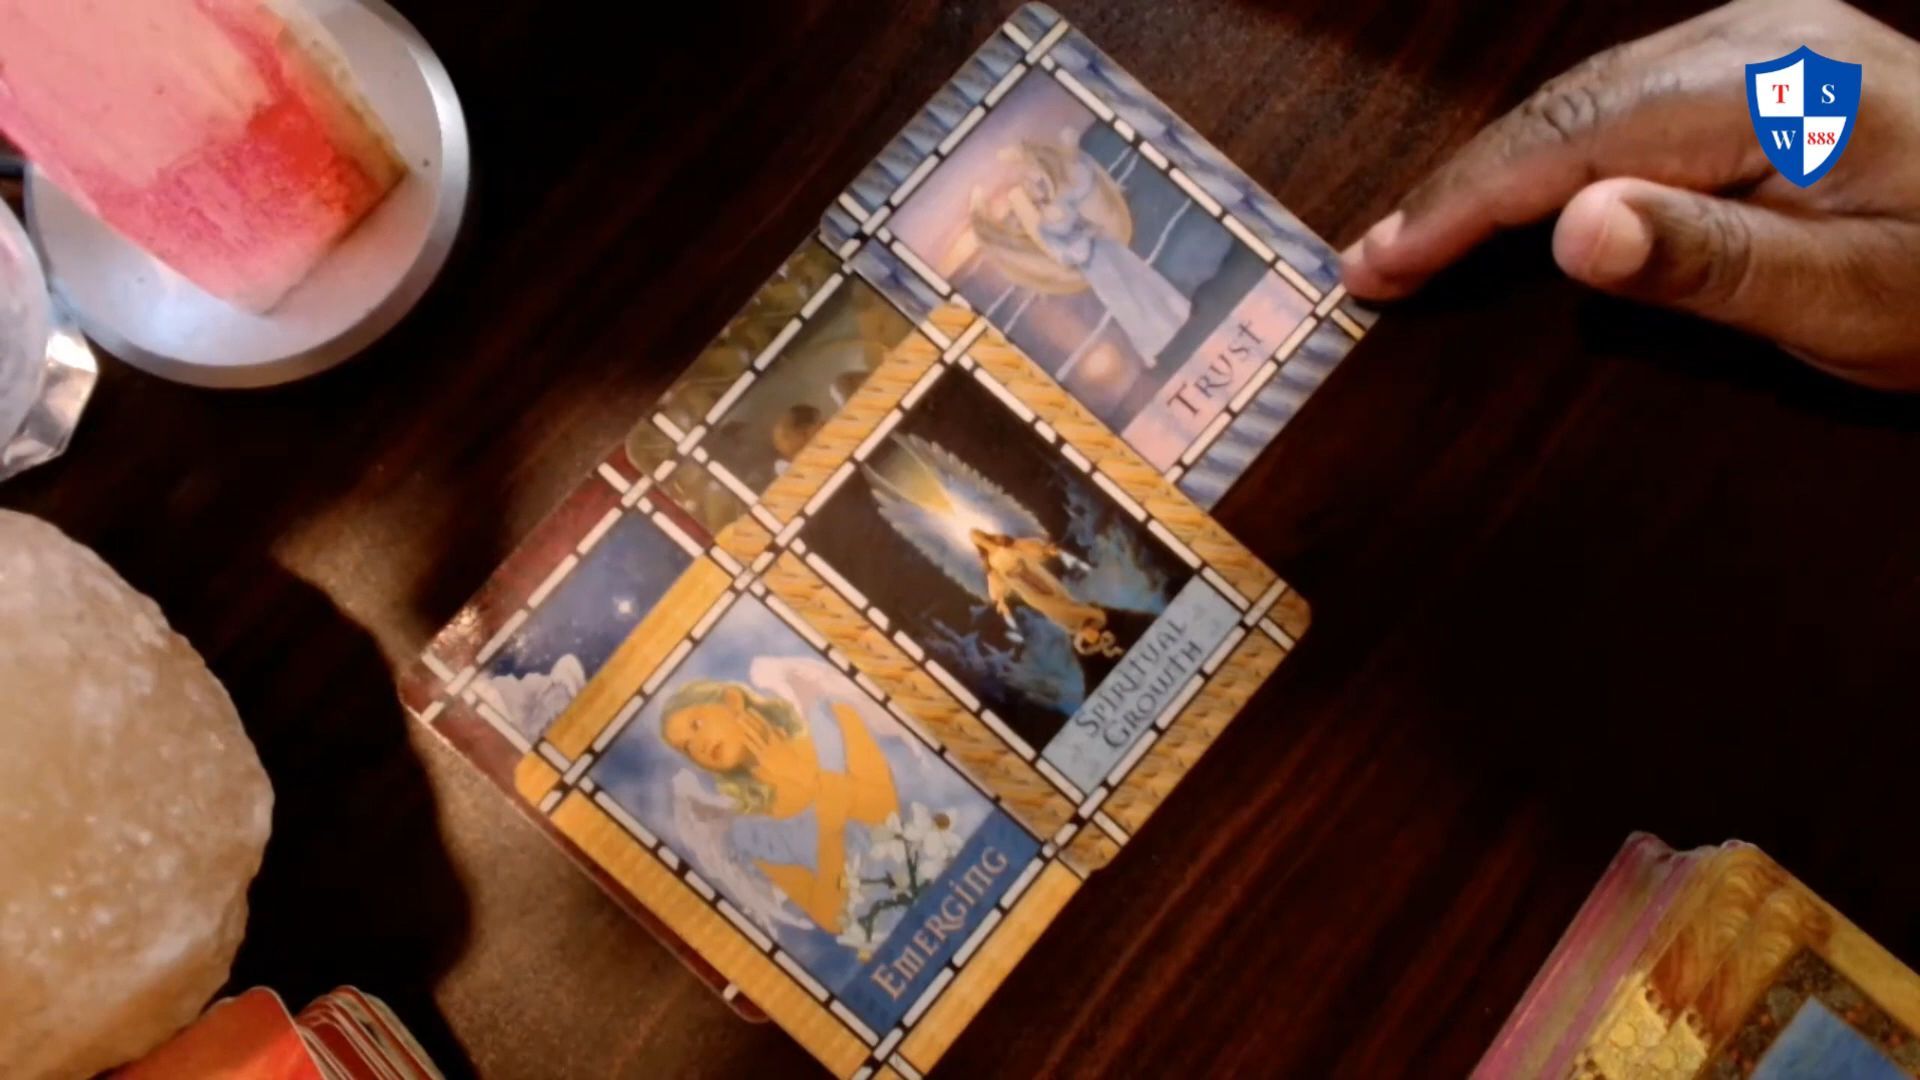 T S
W 888
TRUST
SPIRITUAL
GROWTH
EMERGING